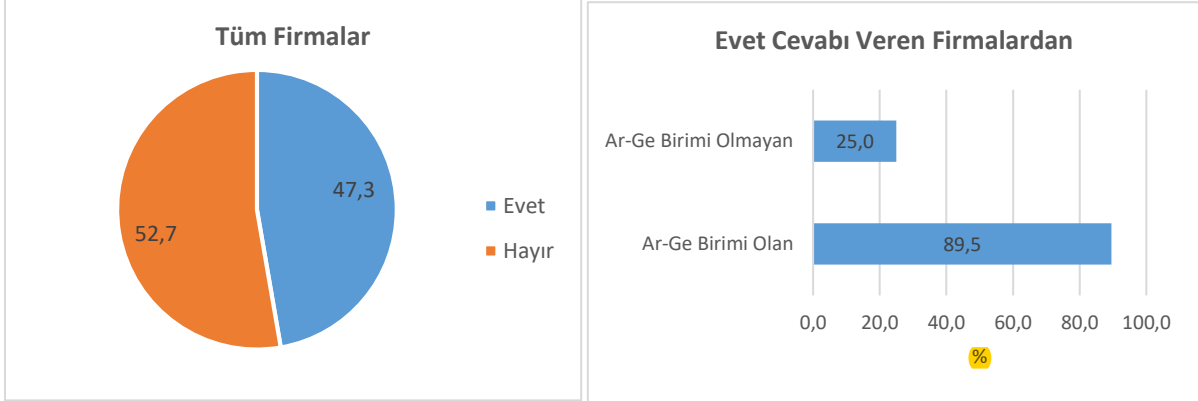 Tüm Firmalar
47,3
52,7
Evet
Hayır
Evet Cevabı Veren Firmalardan
Ar-Ge Birimi Olmayan
25,0
Ar-Ge Birimi Olan
89,5
0,0 20,0 40,0 60,0 80,0 100,0
%